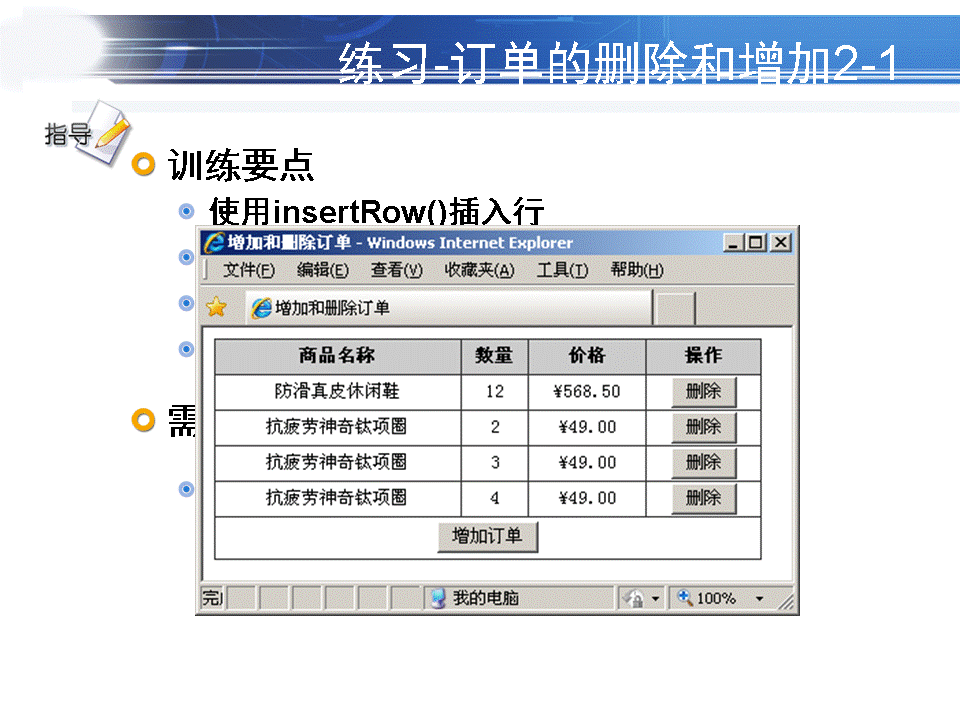 练习-订单的删除和增加2-1
指导
训练要点
使用insertRow()插入行
需
增加和删除订单 - Windows Internet Explorer
文件(F) 编辑(E) 查看(V) 收藏夹(A) 工具(T) 帮助(H)
增加和删除订单
商品名称 数量 价格 操作
防滑真皮休闲鞋 12 ¥568.50 删除
抗疲劳神奇钛项圈 2 ¥49.00 删除
抗疲劳神奇钛项圈 3 ¥49.00 删除
抗疲劳神奇钛项圈 4 ¥49.00 删除
增加订单
完 我的电脑 100%